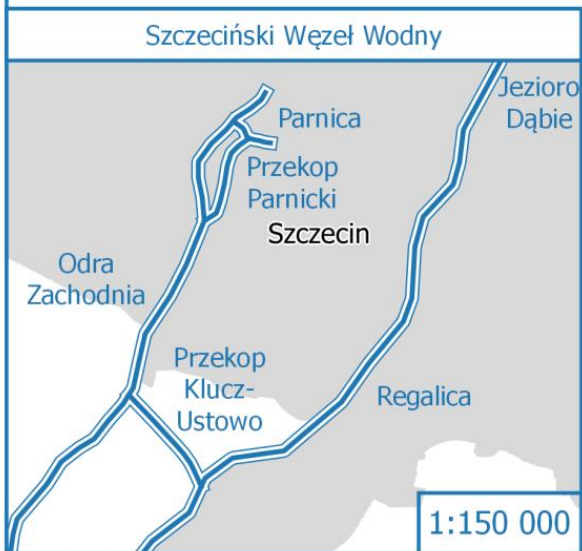 Szczeciński Węzeł Wodny
Jezioro
Dąbie
Parnica
Przekop
Parnicki
Szczecin
Odra
Zachodnia
Przekop
Klucz-
Ustowo
Regalica
1:150 000